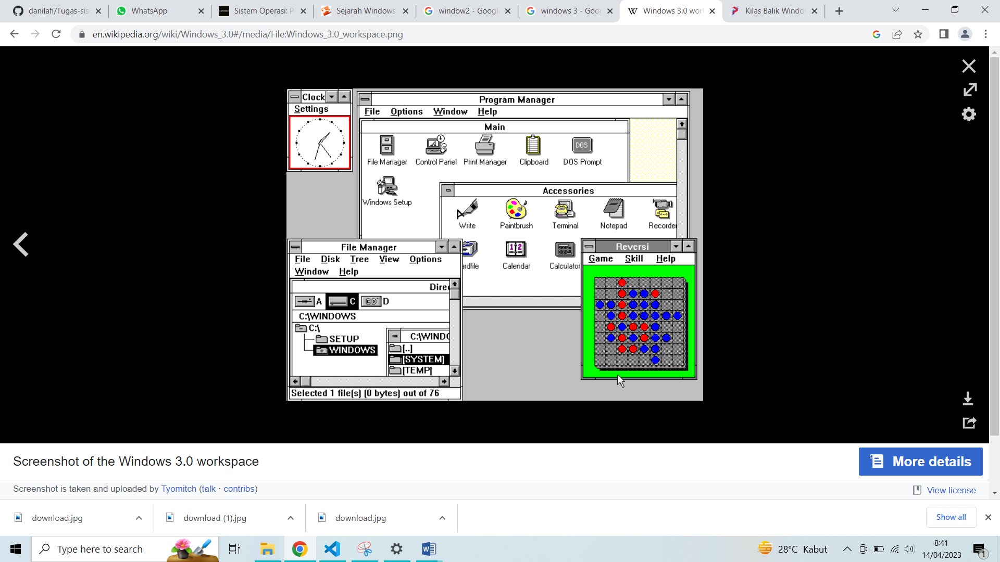 danilafi/Tugas-sis
WhatsApp
Sistem Operasi: P
Sejarah Windows
window2 - Googl
windows 3 - Goo
Windows 3.0 wor
Kilas Balik Windo
en.wikipedia.org/wiki/Windows_3.0#/media/File:Windows_3.0_workspace.png
Clock
Settings
Program Manager
File Options Window Help
Main
File Manager Control Panel Print Manager Clipboard DOS Prompt
DOS
Windows Setup
Accessories
Write Paintbrush Terminal Notepad Recorder
ardfile Calendar Calculator
File Manager
File Disk Tree View Options
Window Help
Direc
A C CD D
C:\WINDOWS
C:\
SETUP
WINDOWS
C:\WINDO
[..]
[SYSTEM]
[TEMP]
Selected 1 file(s) (0 bytes) out of 76
Reversi
Game Skill Help
Screenshot of the Windows 3.0 workspace
More details
Screenshot is taken and uploaded by Tyomitch (talk · contribs)
View license
download.jpg
download (1).jpg
download.jpg
Show all
Type here to search
28°C Kabut
8:41
14/04/2023
1